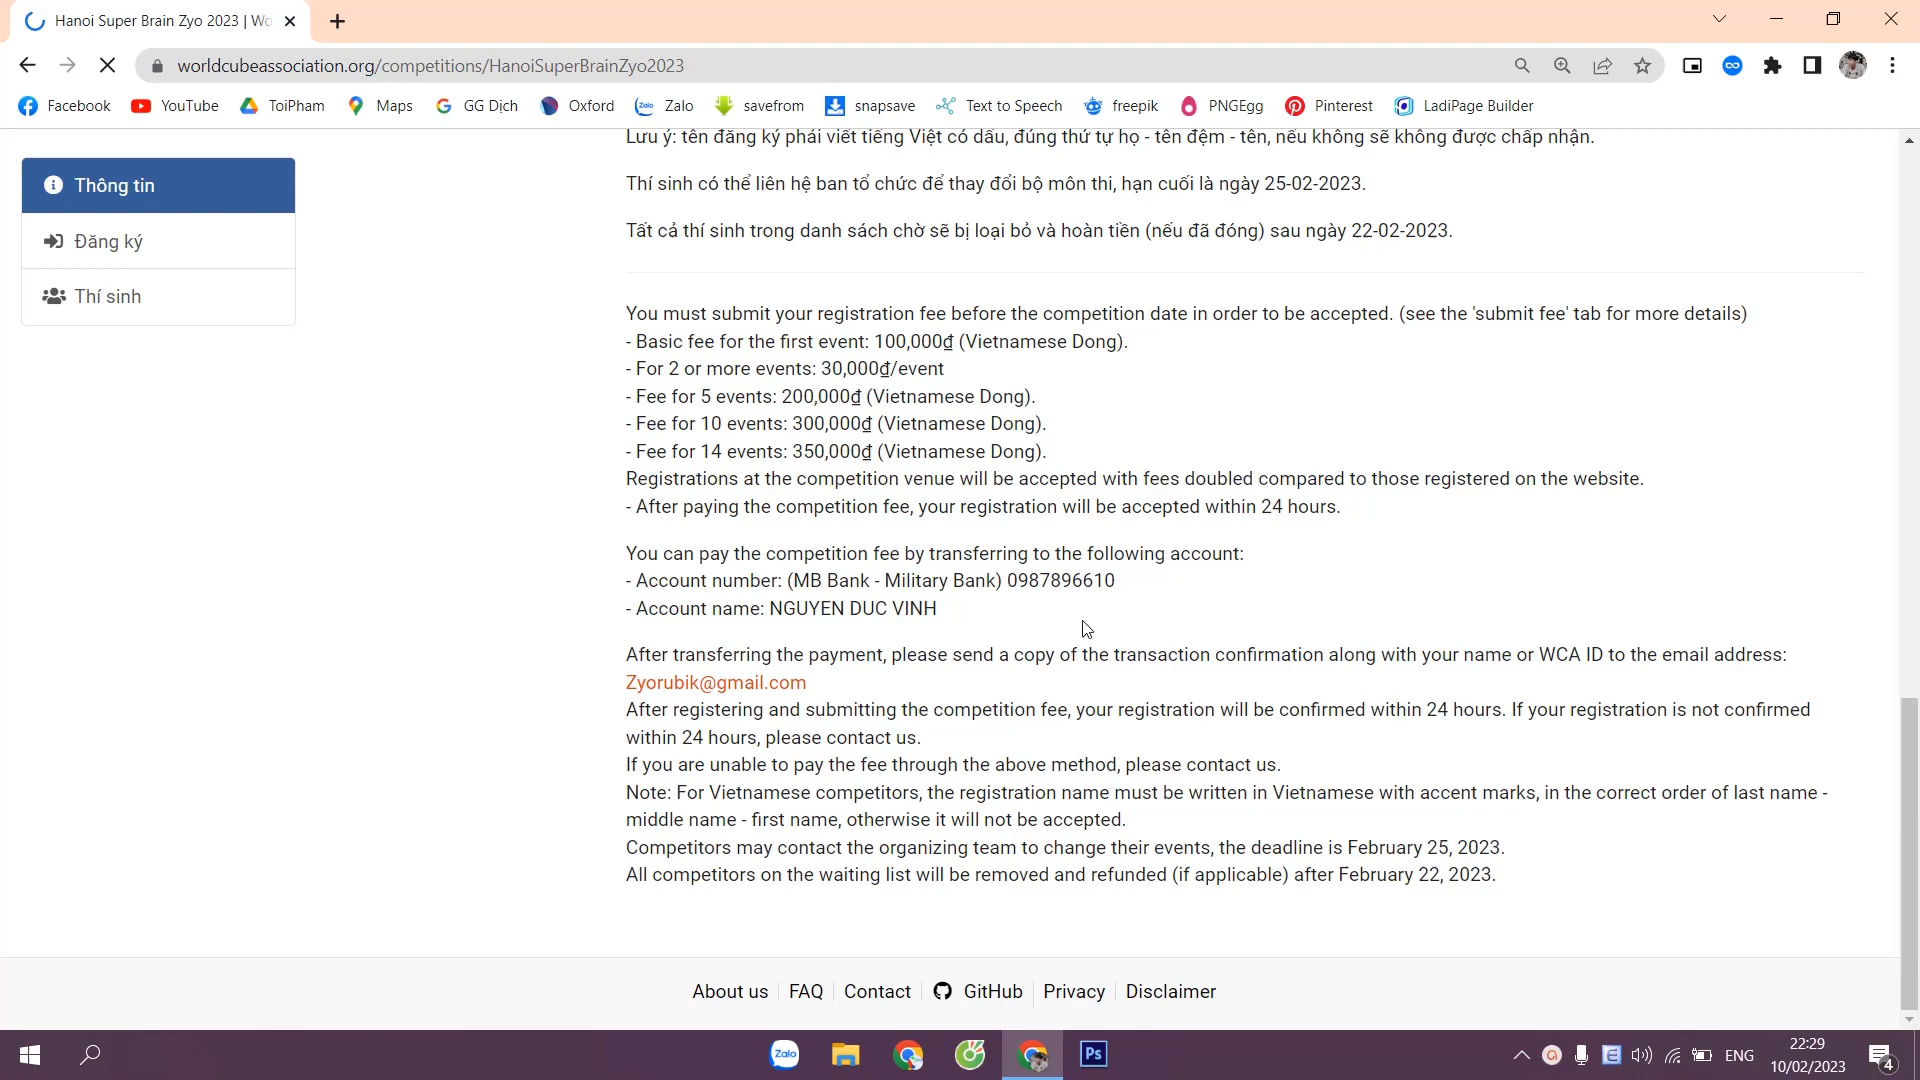 Hanoi Super Brain Zyo 2023 | Wo
worldcubeassociation.org/competitions/HanoiSuperBrainZyo2023
Facebook YouTube ToiPham Maps GG Dịch Oxford Zalo savefrom snapsave Text to Speech freepik PNGEgg Pinterest LadiPage Builder
Thông tin
Đăng ký
Thí sinh
Lưu ý: tên đăng ký phải viết tiếng Việt có dấu, đúng thứ tự họ - tên đệm - tên, nếu không sẽ không được chấp nhận.
Thí sinh có thể liên hệ ban tổ chức để thay đổi bộ môn thi, hạn cuối là ngày 25-02-2023.
Tất cả thí sinh trong danh sách chờ sẽ bị loại bỏ và hoàn tiền (nếu đã đóng) sau ngày 22-02-2023.
You must submit your registration fee before the competition date in order to be accepted. (see the 'submit fee' tab for more details)
- Basic fee for the first event: 100,000₫ (Vietnamese Dong).
- For 2 or more events: 30,000₫/event
- Fee for 5 events: 200,000₫ (Vietnamese Dong).
- Fee for 10 events: 300,000₫ (Vietnamese Dong).
- Fee for 14 events: 350,000₫ (Vietnamese Dong).
Registrations at the competition venue will be accepted with fees doubled compared to those registered on the website.
- After paying the competition fee, your registration will be accepted within 24 hours.
You can pay the competition fee by transferring to the following account:
- Account number: (MB Bank - Military Bank) 0987896610
- Account name: NGUYEN DUC VINH
After transferring the payment, please send a copy of the transaction confirmation along with your name or WCA ID to the email address:
Zyorubik@gmail.com
After registering and submitting the competition fee, your registration will be confirmed within 24 hours. If your registration is not confirmed
within 24 hours, please contact us.
If you are unable to pay the fee through the above method, please contact us.
Note: For Vietnamese competitors, the registration name must be written in Vietnamese with accent marks, in the correct order of last name -
middle name - first name, otherwise it will not be accepted.
Competitors may contact the organizing team to change their events, the deadline is February 25, 2023.
All competitors on the waiting list will be removed and refunded (if applicable) after February 22, 2023.
About us FAQ Contact GitHub Privacy Disclaimer
Zalo
Ps
ENG
22:29
10/02/2023
4